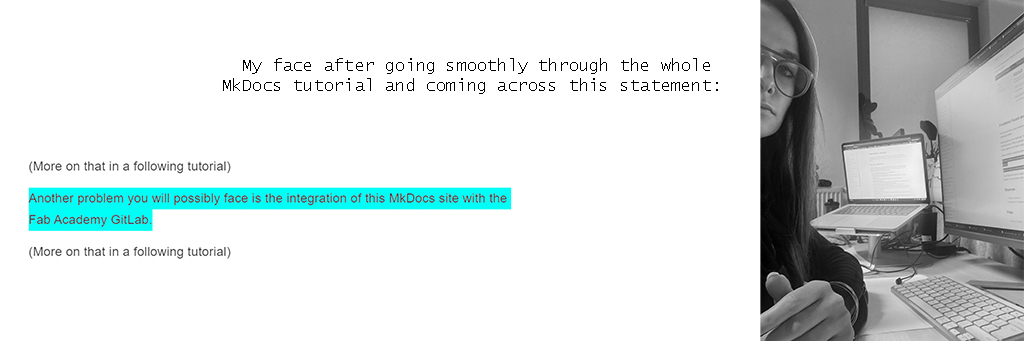 My face after going smoothly through the whole
MkDocs tutorial and coming across this statement:
(More on that in a following tutorial)
Another problem you will possibly face is the integration of this MkDocs site with the
Fab Academy GitLab.
(More on that in a following tutorial)